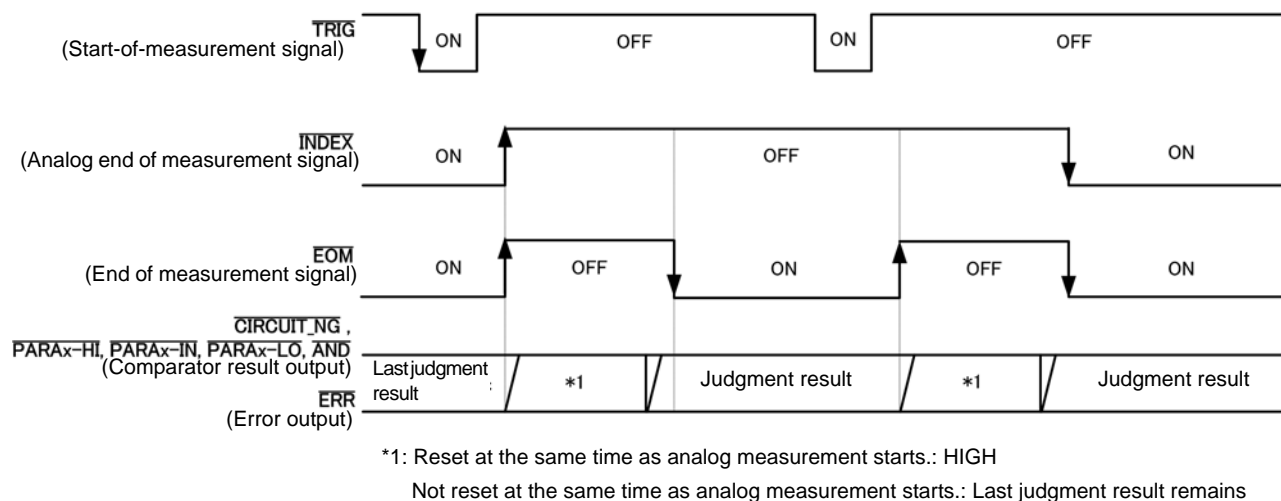 TRIG
(Start-of-measurement signal)
ON OFF ON OFF
INDEX
(Analog end of measurement signal)
ON OFF ON
EOM
(End of measurement signal)
ON OFF ON OFF ON
CIRCUIT_NG ,
PARAx-HI, PARAx-IN, PARAx-LO, AND
(Comparator result output)
ERR
(Error output)
Last judgment
result
*1 Judgment result *1 Judgment result
*1: Reset at the same time as analog measurement starts.: HIGH
Not reset at the same time as analog measurement starts.: Last judgment result remains